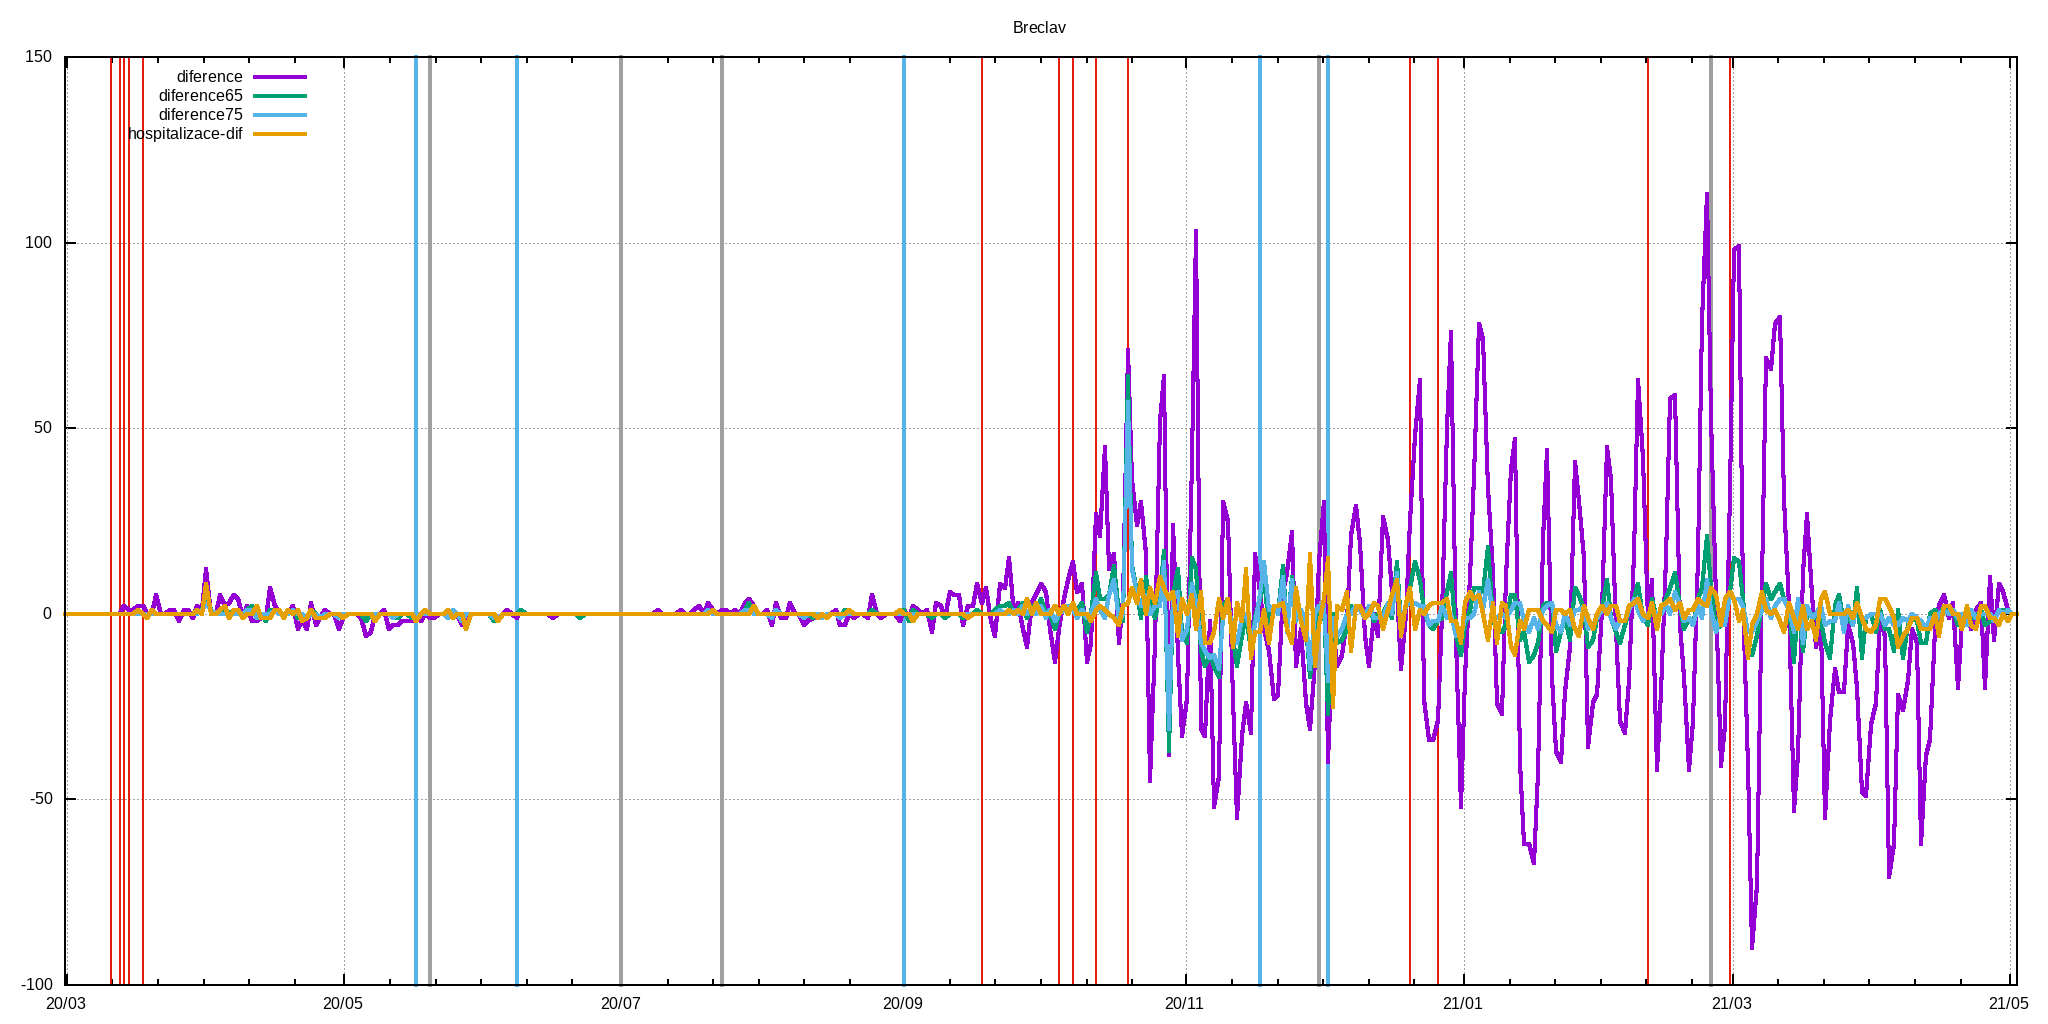 Breclav
150
diference
diference65
diference75
hospitalizace-dif
100
50
0
-50
-100
20/03 20/05 20/07 20/09 20/11 21/01 21/03 21/05